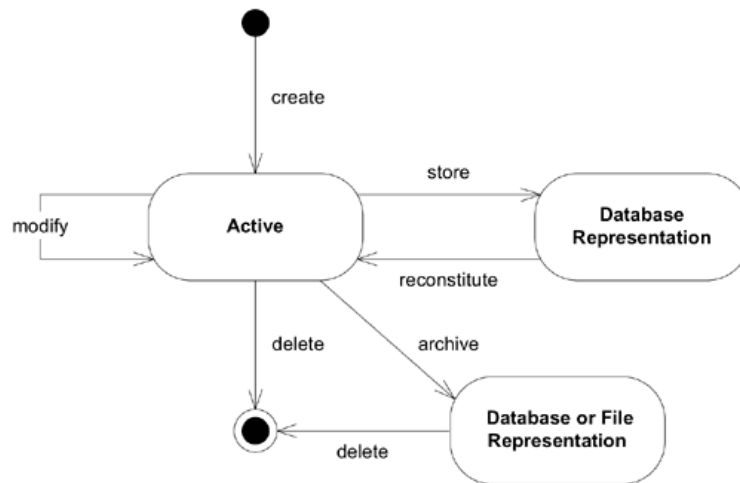 create
store
modify
Active
Database
Representation
reconstitute
delete
archive
Database or File
Representation
delete